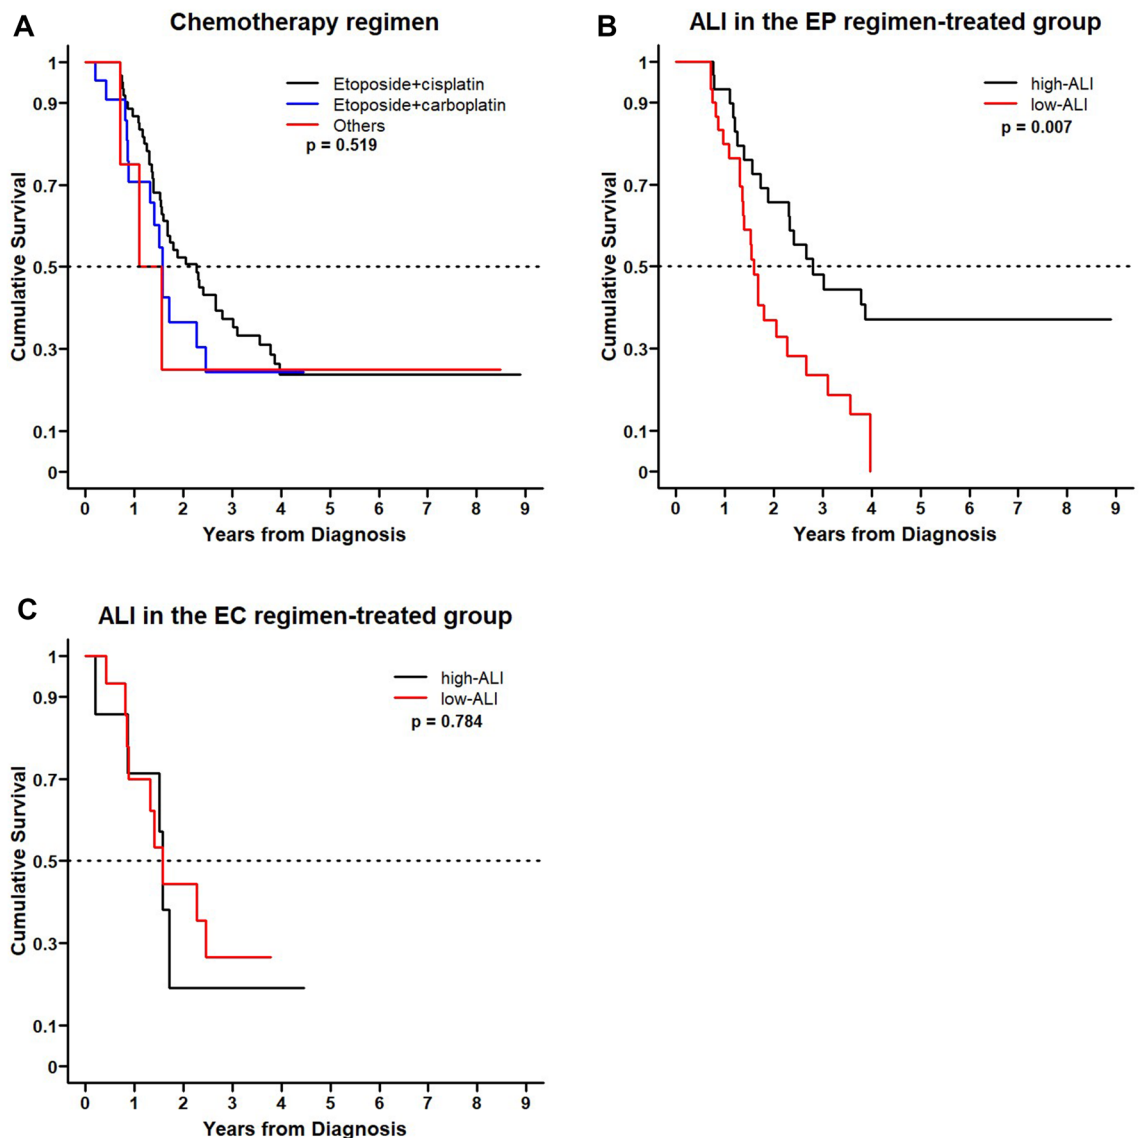 A
Chemotherapy regimen
Cumulative Survival
1
0.9
0.7
0.5
0.3
0.1
0
Etoposide+cisplatin
Etoposide+carboplatin
Others
p = 0.519
0 1 2 3 4 5 6 7 8 9
Years from Diagnosis
B
ALI in the EP regimen-treated group
Cumulative Survival
1
0.9
0.7
0.5
0.3
0.1
0
high-ALI
low-ALI
p = 0.007
0 1 2 3 4 5 6 7 8 9
Years from Diagnosis
C
ALI in the EC regimen-treated group
Cumulative Survival
1
0.9
0.7
0.5
0.3
0.1
0
high-ALI
low-ALI
p = 0.784
0 1 2 3 4 5 6 7 8 9
Years from Diagnosis